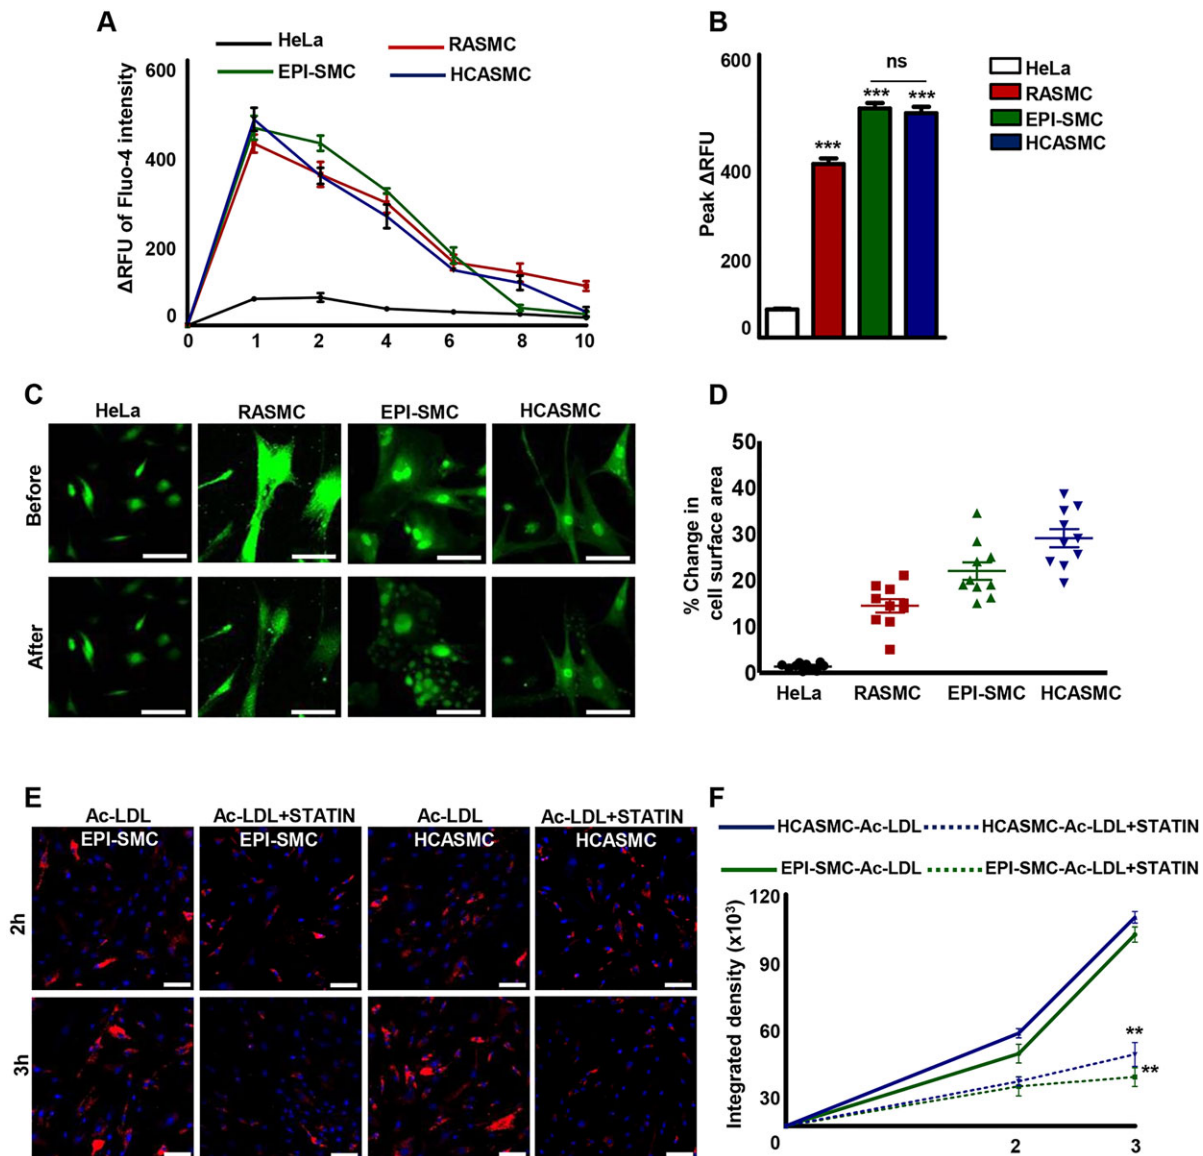 A
HeLa
RASMC
EPI-SMC
HCASMC
ΔRFU of Fluo-4 intensity
600
400
200
0
0 1 2 4 6 8 10
B
ns
*** *** ***
HeLa
RASMC
EPI-SMC
HCASMC
Peak ΔRFU
600
400
200
0
C
HeLa RASMC EPI-SMC HCASMC
Before
After
D
% Change in
cell surface area
50
40
30
20
10
0
HeLa RASMC EPI-SMC HCASMC
E
Ac-LDL Ac-LDL+STATIN Ac-LDL Ac-LDL+STATIN
EPI-SMC EPI-SMC HCASMC HCASMC
2h
3h
F
HCASMC-Ac-LDL HCASMC-Ac-LDL+STATIN
EPI-SMC-Ac-LDL EPI-SMC-Ac-LDL+STATIN
Integrated density (x10³)
120
90
60
30
**
**
0 2 3